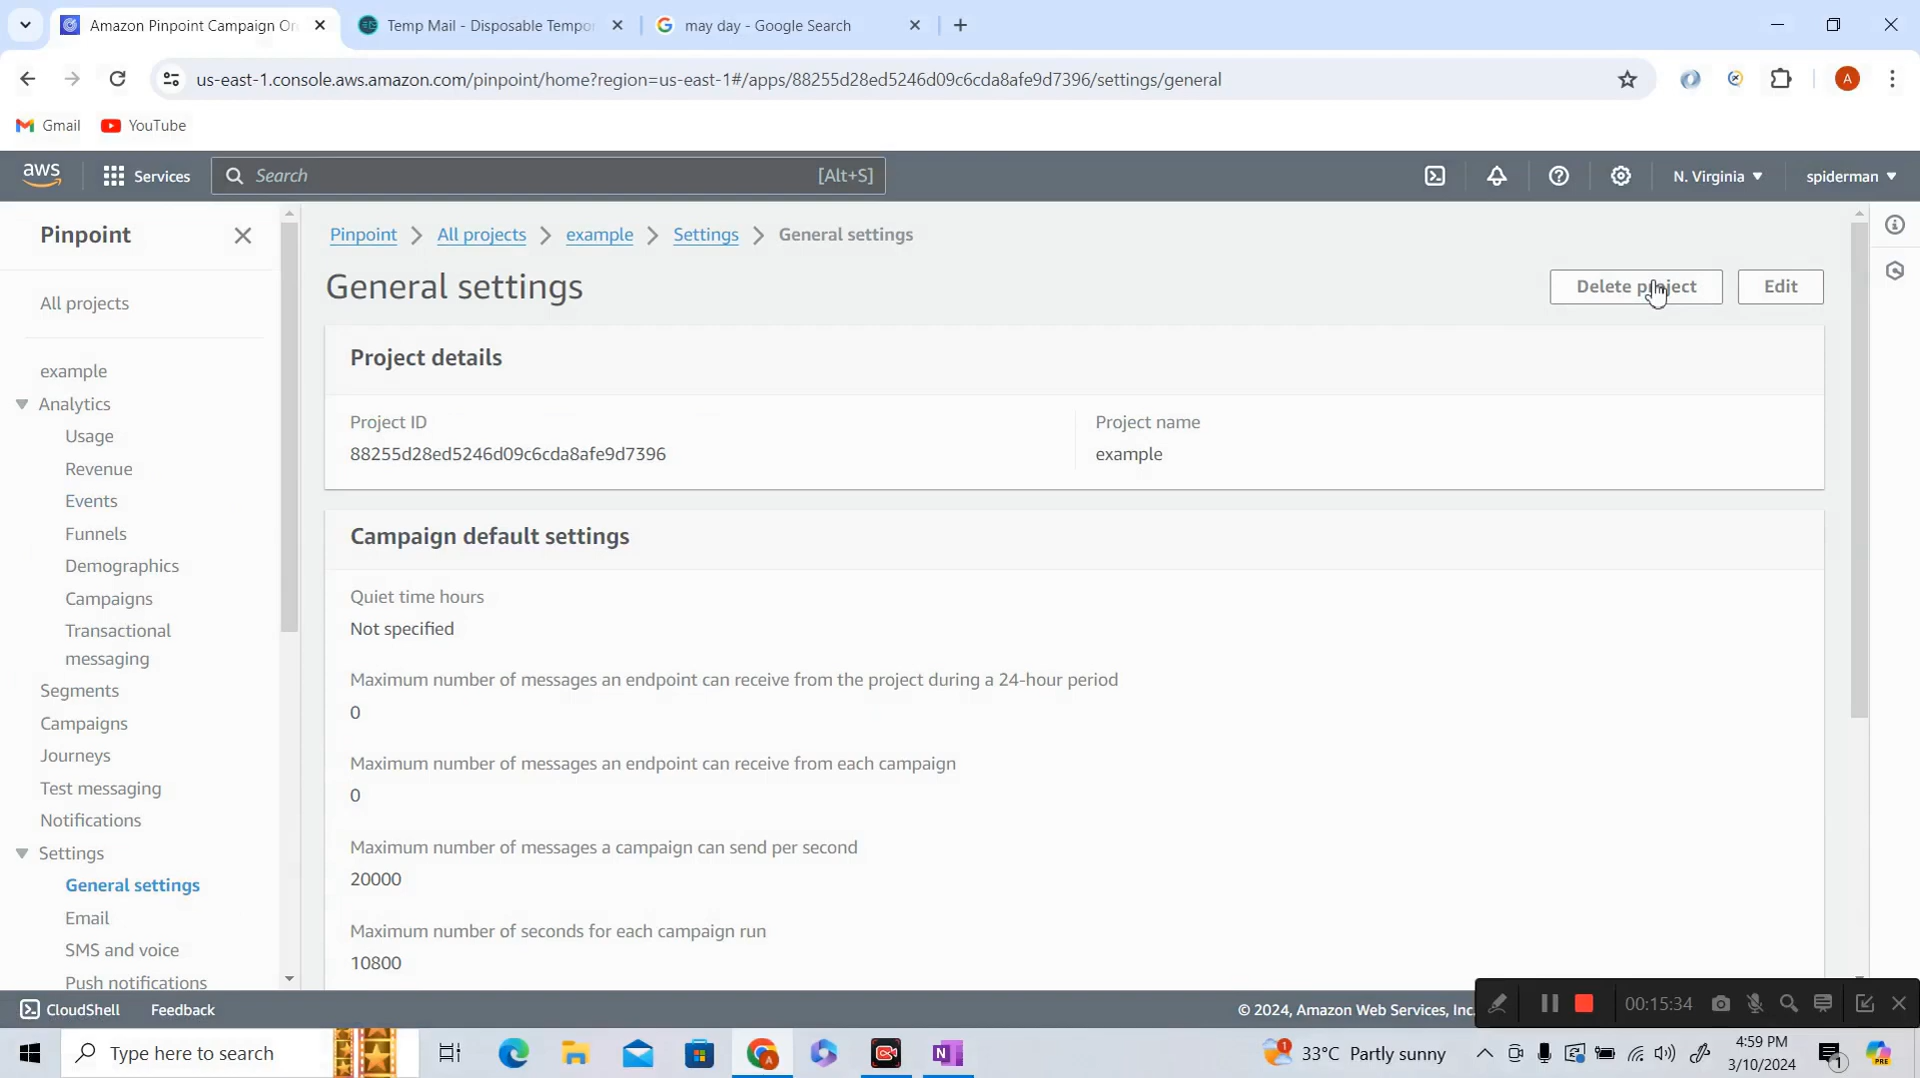 Amazon Pinpoint Campaign Or
Temp Mail - Disposable Tempor
may day - Google Search
us-east-1.console.aws.amazon.com/pinpoint/home?region=us-east-1#/apps/88255d28ed5246d09c6cda8afe9d7396/settings/general
A
Gmail
YouTube
aws
Services
Search
[Alt+S]
N. Virginia
spiderman
Pinpoint
All projects
example
Analytics
Usage
Revenue
Events
Funnels
Demographics
Campaigns
Transactional
messaging
Segments
Campaigns
Journeys
Test messaging
Notifications
Settings
General settings
Email
SMS and voice
Push notifications
Pinpoint
All projects
example
Settings
General settings
General settings
Delete project
Edit
Project details
Project ID
88255d28ed5246d09c6cda8afe9d7396
Project name
example
Campaign default settings
Quiet time hours
Not specified
Maximum number of messages an endpoint can receive from the project during a 24-hour period
0
Maximum number of messages an endpoint can receive from each campaign
0
Maximum number of messages a campaign can send per second
20000
Maximum number of seconds for each campaign run
10800
CloudShell
Feedback
© 2024, Amazon Web Services, Inc.
00:15:34
Type here to search
A
N
1
33°C Partly sunny
4:59 PM
3/10/2024
1
PRE